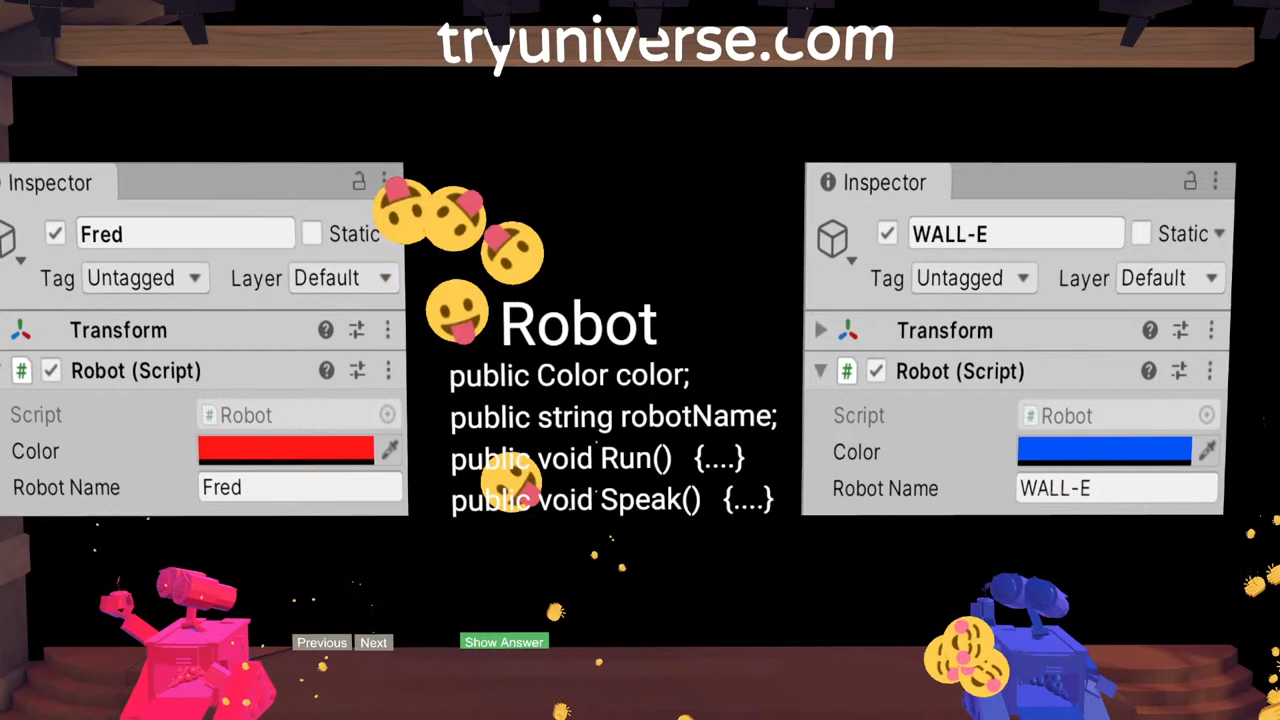 tryuniverse.com
Inspector
Fred
Static
Tag Untagged Layer Default
Transform
# Robot (Script)
Script # Robot
Color
Robot Name Fred
Robot
public Color color;
public string robotName;
public void Run() {....}
public void Speak() {....}
Inspector
WALL-E
Static
Tag Untagged Layer Default
Transform
# Robot (Script)
Script # Robot
Color
Robot Name WALL-E
Previous Next Show Answer